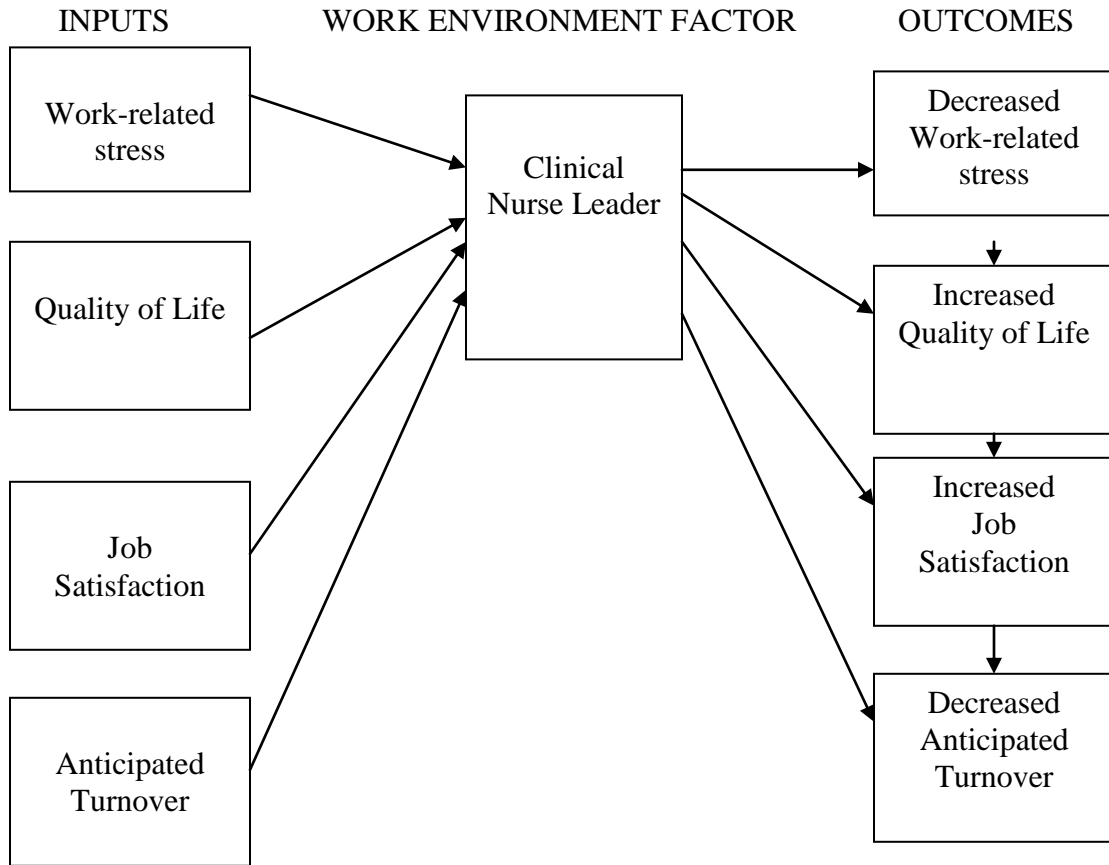 INPUTS
WORK ENVIRONMENT FACTOR
OUTCOMES
Work-related
stress
Quality of Life
Job
Satisfaction
Anticipated
Turnover
Clinical
Nurse Leader
Decreased
Work-related
stress
Increased
Quality of Life
Increased
Job
Satisfaction
Decreased
Anticipated
Turnover